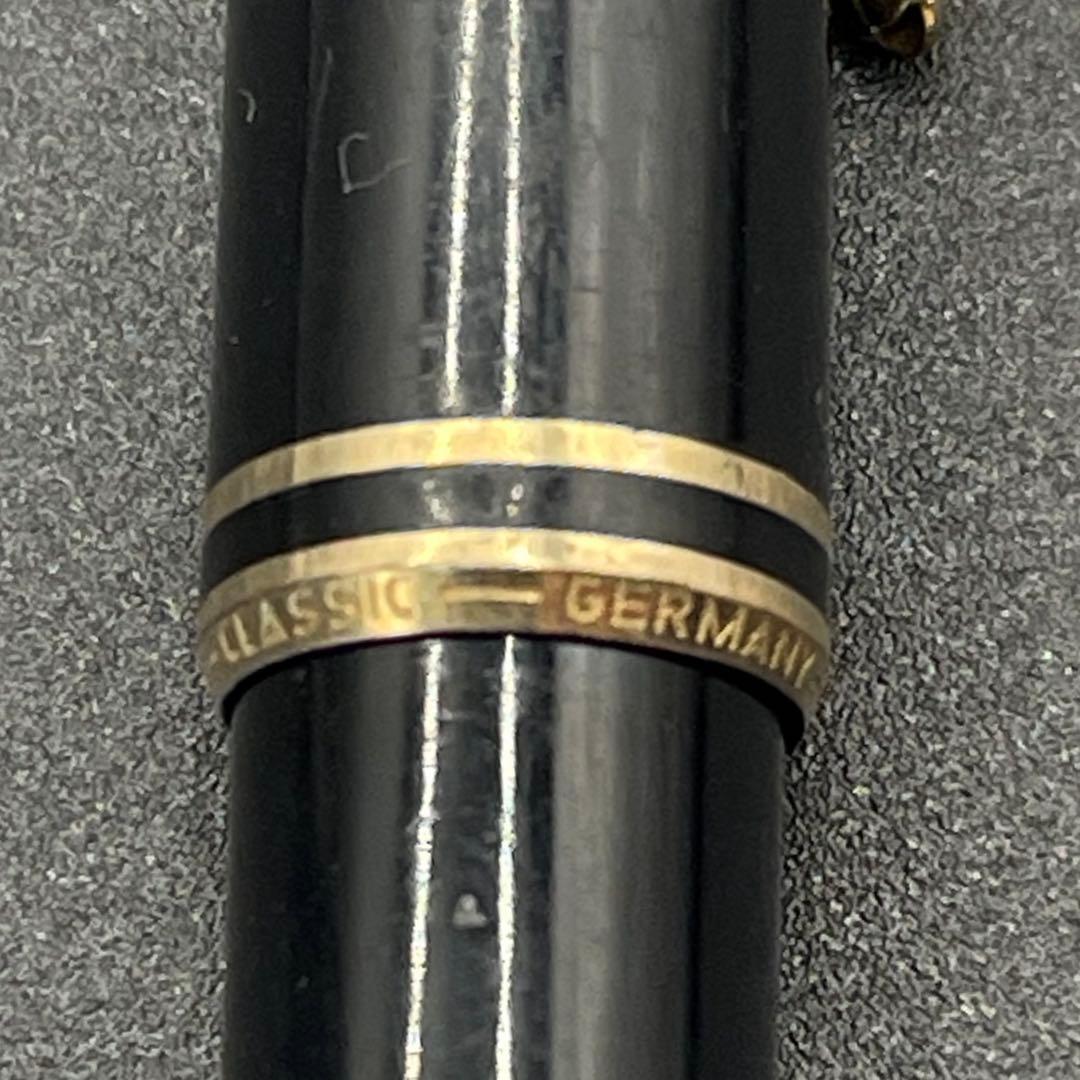 -CLASSIC — GERMANY-